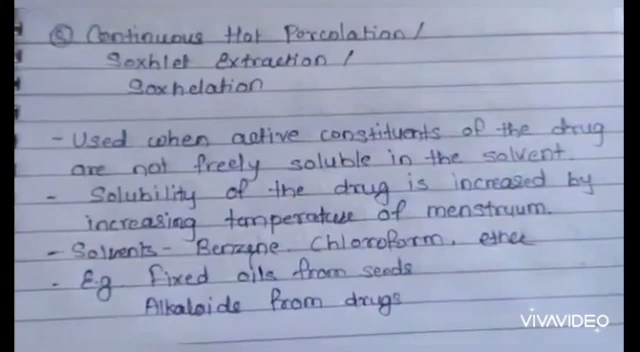 ⑤ Continuous Hot Porcolation /
Soxhlet Extraction /
Soxhelation
- Used when active constituents of the drug
are not freely soluble in the solvent.
- Solubility of the drug is increased by
increasing temperature of menstruum.
- Solvents - Benzene, Chloroform, ether
- E.g Fixed oils from seeds
Alkaloids from drugs
VIVAVIDEO